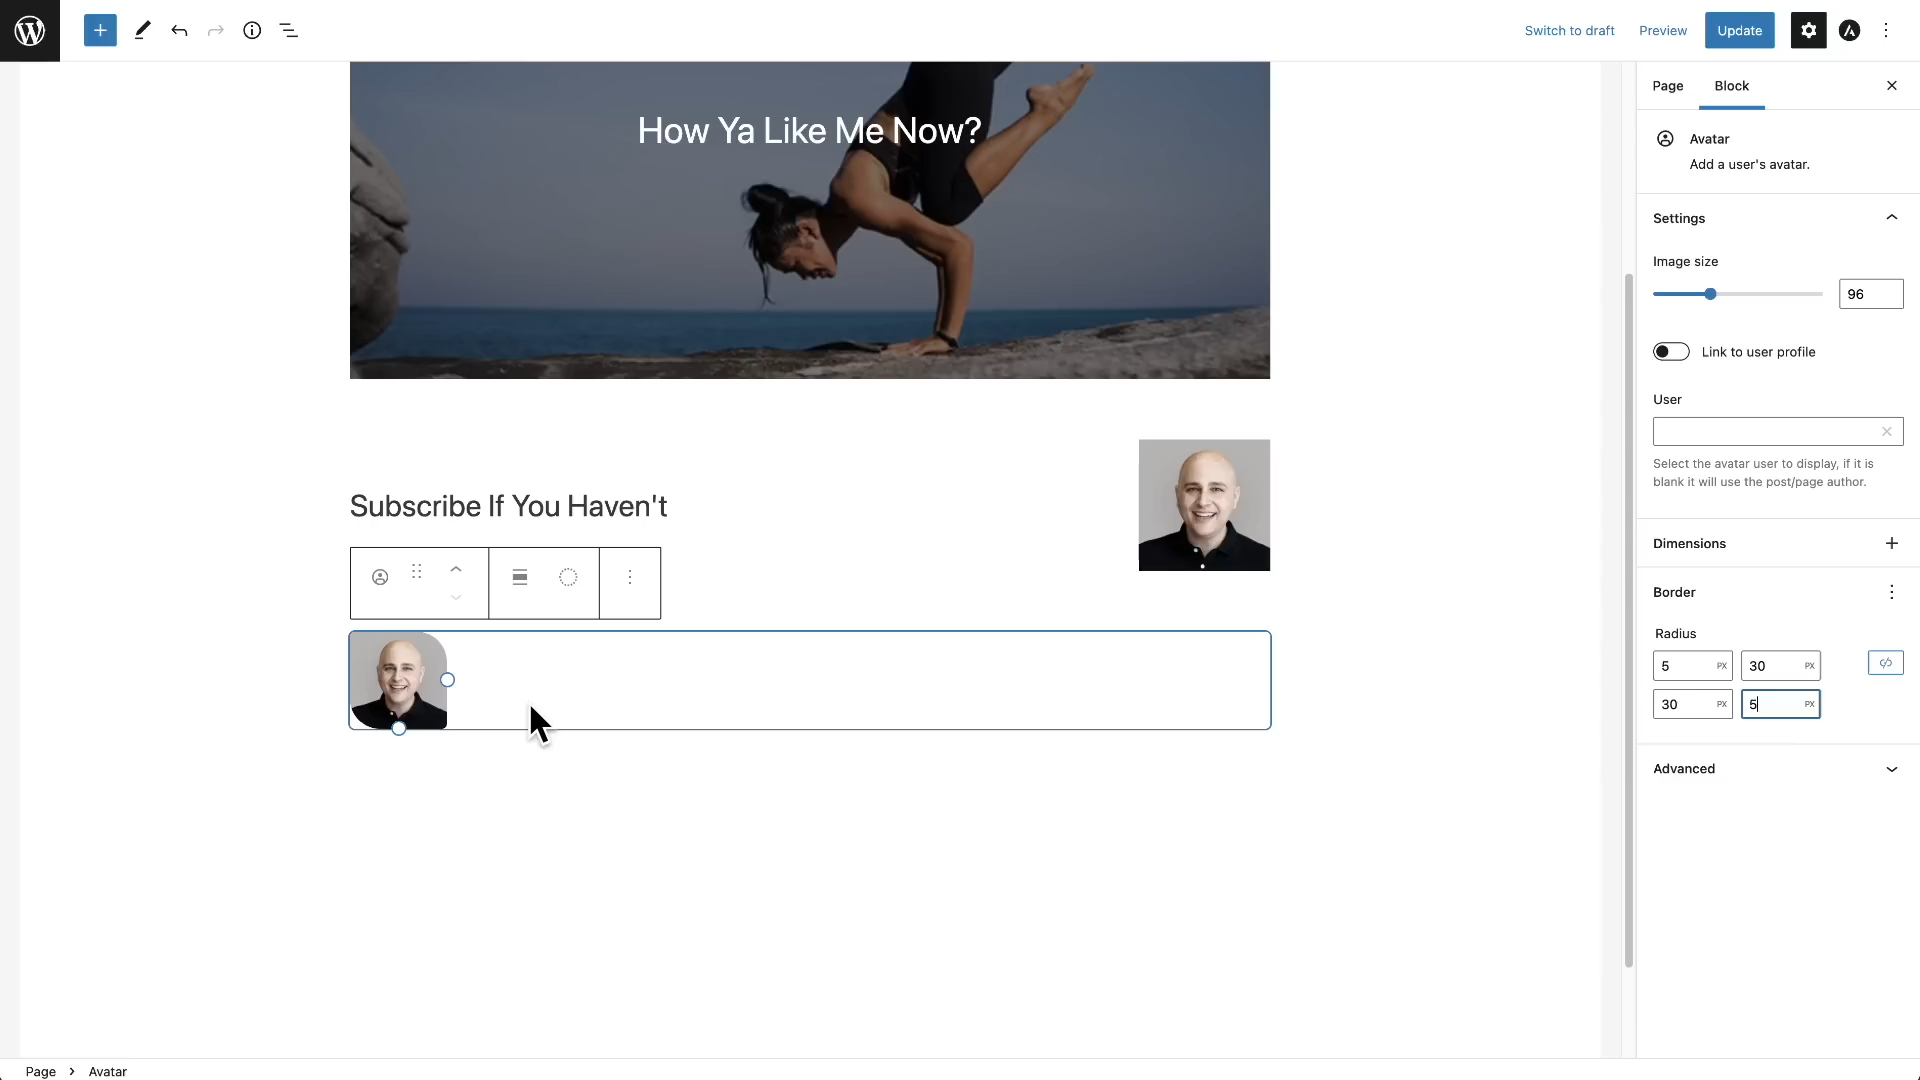 Switch to draft
Preview
Update
How Ya Like Me Now?
Subscribe If You Haven't
Page
Block
Avatar
Add a user's avatar.
Settings
Image size
96
Link to user profile
User
Select the avatar user to display, if it is
blank it will use the post/page author.
Dimensions
Border
Radius
5 PX
30 PX
30 PX
5 PX
Advanced
Page > Avatar